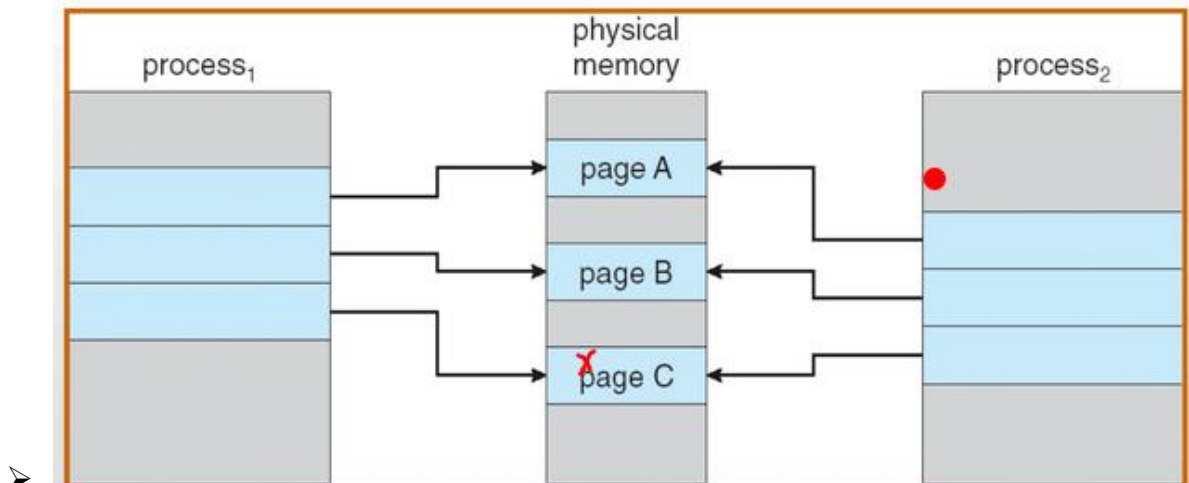 physical
memory
process₁
process₂
page A
page B
x
page C